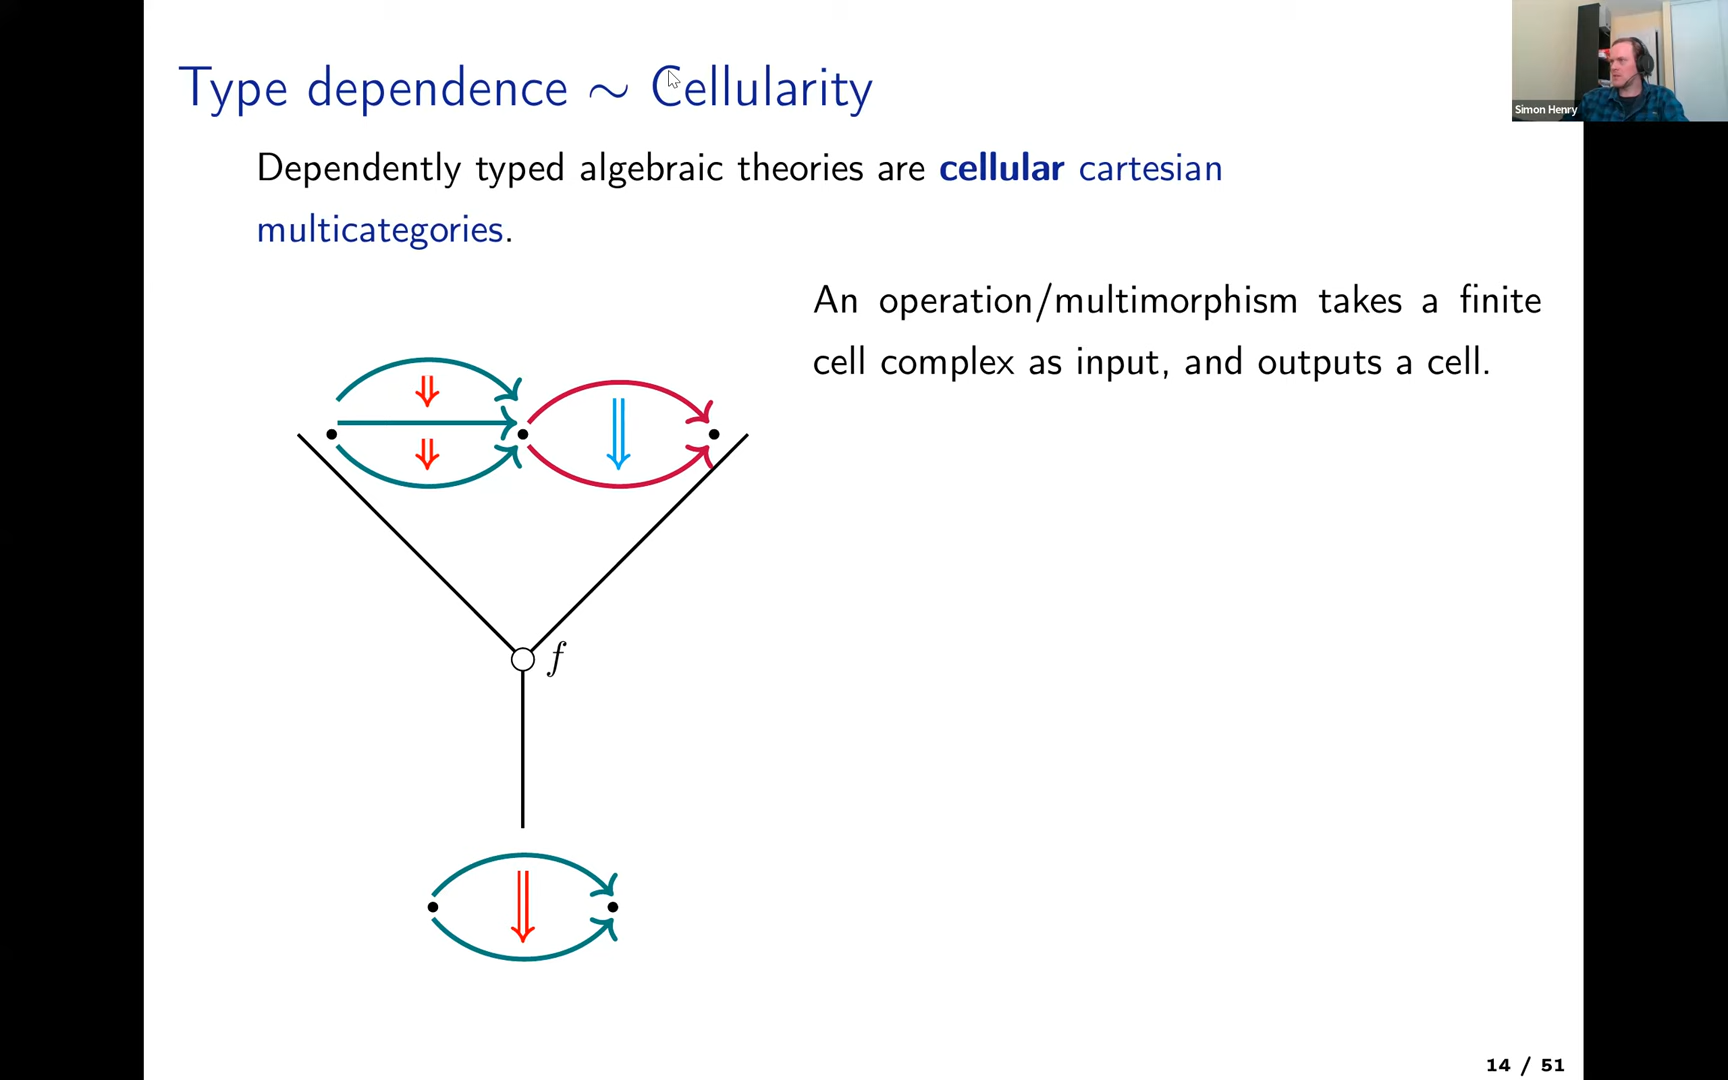 Type dependence ∼ Cellularity
Simon Henry
Dependently typed algebraic theories are cellular cartesian
multicategories.
An operation/multimorphism takes a finite
cell complex as input, and outputs a cell.
f
14 / 51